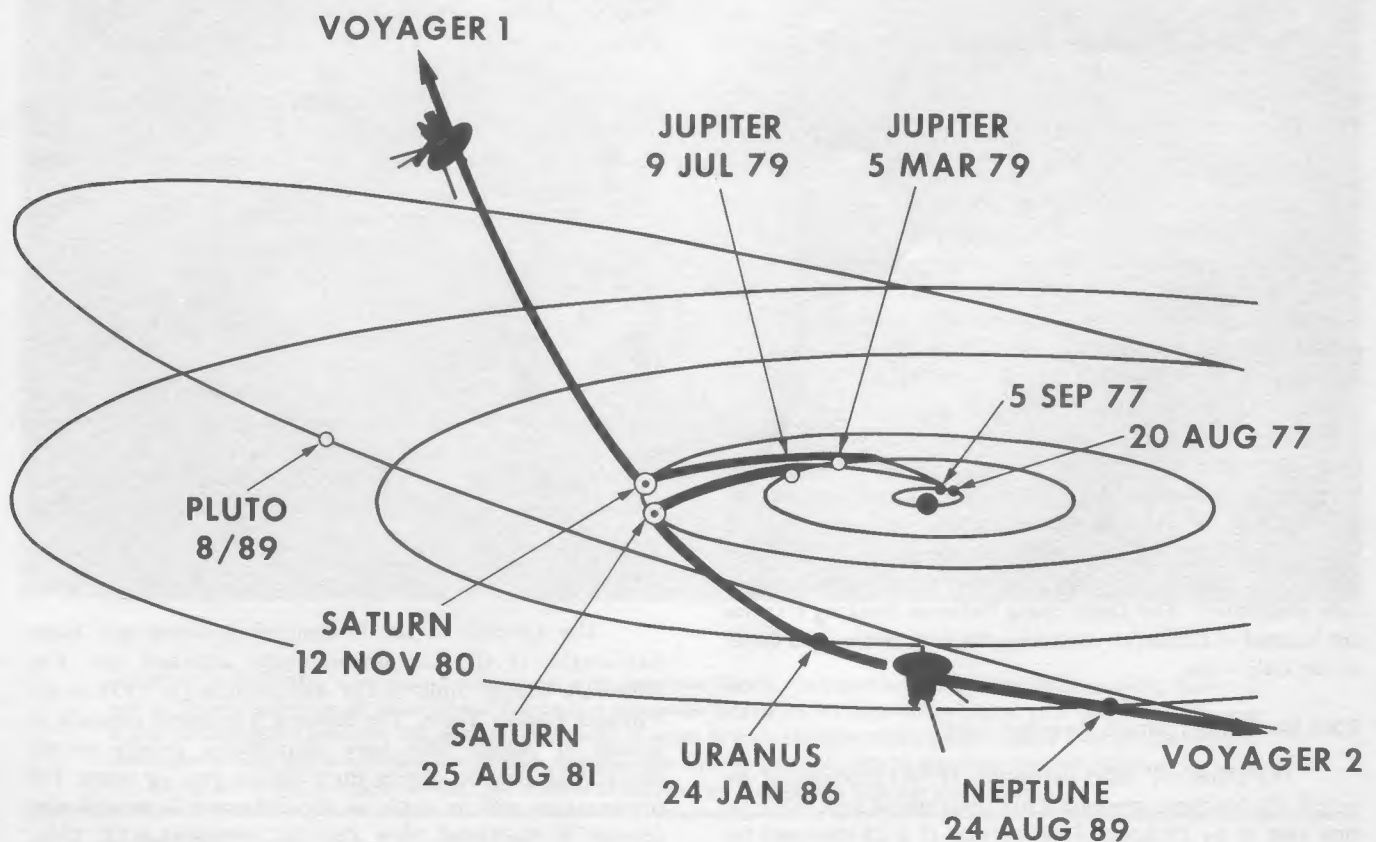 VOYAGER 1
JUPITER
9 JUL 79
JUPITER
5 MAR 79
5 SEP 77
20 AUG 77
PLUTO
8/89
SATURN
12 NOV 80
SATURN
25 AUG 81
URANUS
24 JAN 86
NEPTUNE
24 AUG 89
VOYAGER 2